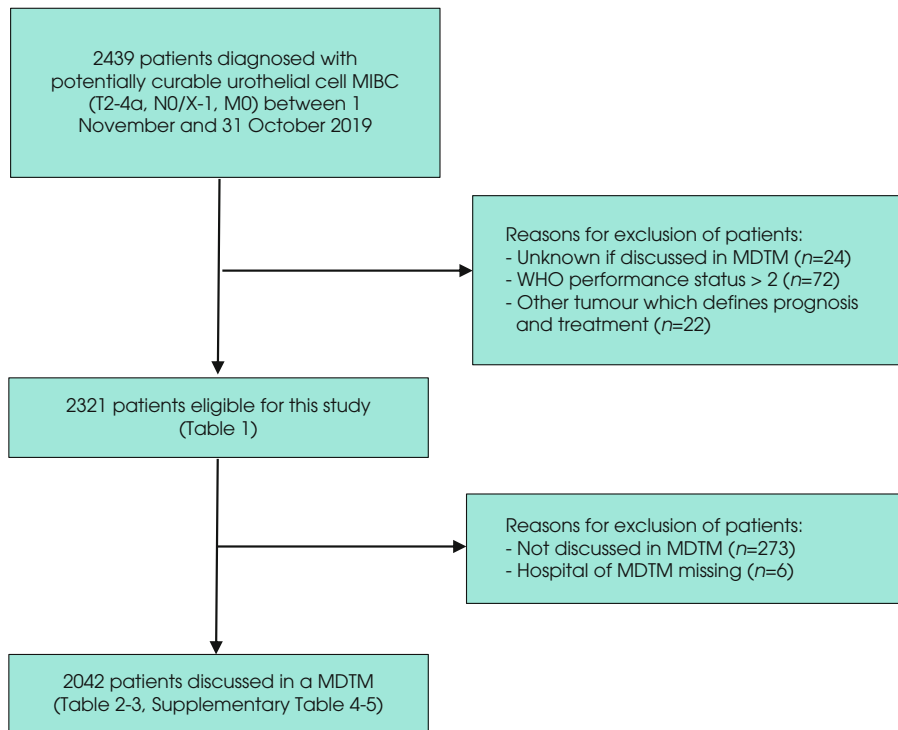 2439 patients diagnosed with
potentially curable urothelial cell MIBC
(T2-4a, N0/X-1, M0) between 1
November and 31 October 2019
Reasons for exclusion of patients:
- Unknown if discussed in MDTM (n=24)
- WHO performance status > 2 (n=72)
- Other tumour which defines prognosis
and treatment (n=22)
2321 patients eligible for this study
(Table 1)
Reasons for exclusion of patients:
- Not discussed in MDTM (n=273)
- Hospital of MDTM missing (n=6)
2042 patients discussed in a MDTM
(Table 2-3, Supplementary Table 4-5)